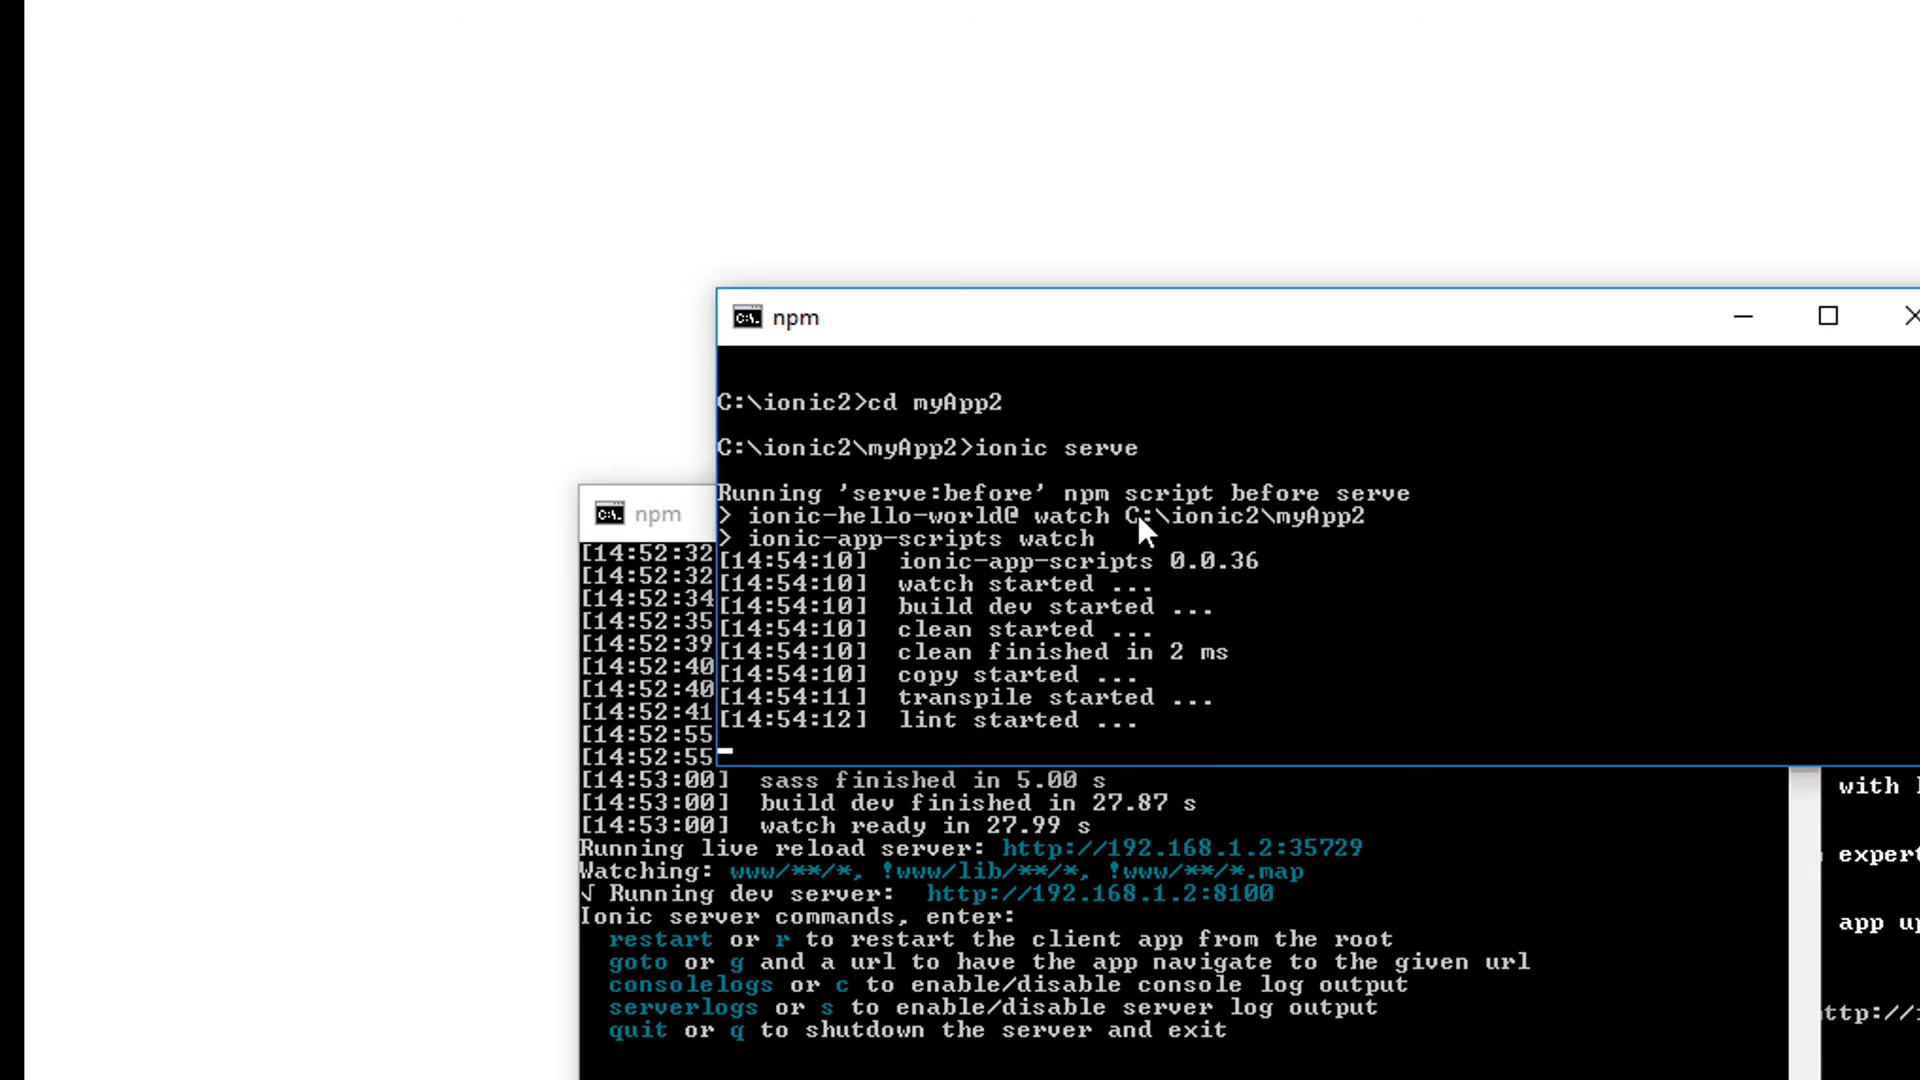 npm
C:\ionic2>cd myApp2
C:\ionic2\myApp2>ionic serve
Running 'serve:before' npm script before serve
> ionic-hello-world@ watch C:\ionic2\myApp2
> ionic-app-scripts watch
[14:54:10]  ionic-app-scripts 0.0.36
[14:54:10]  watch started ...
[14:54:10]  build dev started ...
[14:54:10]  clean started ...
[14:54:10]  clean finished in 2 ms
[14:54:10]  copy started ...
[14:54:11]  transpile started ...
[14:54:12]  lint started ...
npm
[14:52:32
[14:52:32
[14:52:34
[14:52:35
[14:52:39
[14:52:40
[14:52:40
[14:52:41
[14:52:55
[14:52:55
[14:53:00]  sass finished in 5.00 s
[14:53:00]  build dev finished in 27.87 s
[14:53:00]  watch ready in 27.99 s
Running live reload server: http://192.168.1.2:35729
Watching: www/**/*, !www/lib/**/*, !www/**/*.map
√ Running dev server:  http://192.168.1.2:8100
Ionic server commands, enter:
restart or r to restart the client app from the root
goto or g and a url to have the app navigate to the given url
consolelogs or c to enable/disable console log output
serverlogs or s to enable/disable server log output
quit or q to shutdown the server and exit
with
expert
app up
ttp://